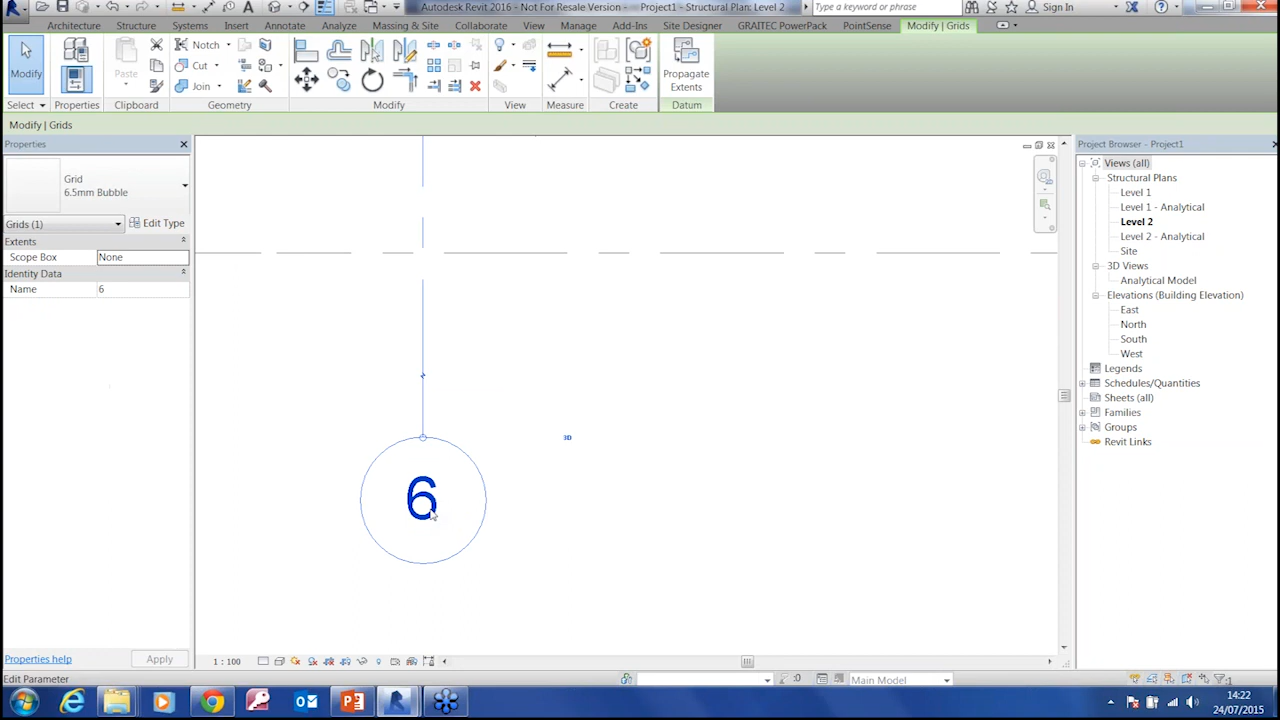 Autodesk Revit 2016 - Not For Resale Version - Project1 - Structural Plan: Level 2
Type a keyword or phrase
Sign In
Architecture Structure Systems Insert Annotate Analyze Massing & Site Collaborate View Manage Add-Ins Site Designer GRAITEC PowerPack PointSense Modify | Grids
Modify
Paste
Notch
Cut
Join
Propagate
Extents
Select Properties Clipboard Geometry Modify View Measure Create Datum
Modify | Grids
Properties
Grid
6.5mm Bubble
Grids (1)
Edit Type
Extents
Scope Box None
Identity Data
Name 6
Properties help
Apply
3D
6
1 : 100
Project Browser - Project1
Views (all)
Structural Plans
Level 1
Level 1 - Analytical
Level 2
Level 2 - Analytical
Site
3D Views
Analytical Model
Elevations (Building Elevation)
East
North
South
West
Legends
Schedules/Quantities
Sheets (all)
Families
Groups
Revit Links
Edit Parameter
:0
Main Model
:1
14:22
24/07/2015